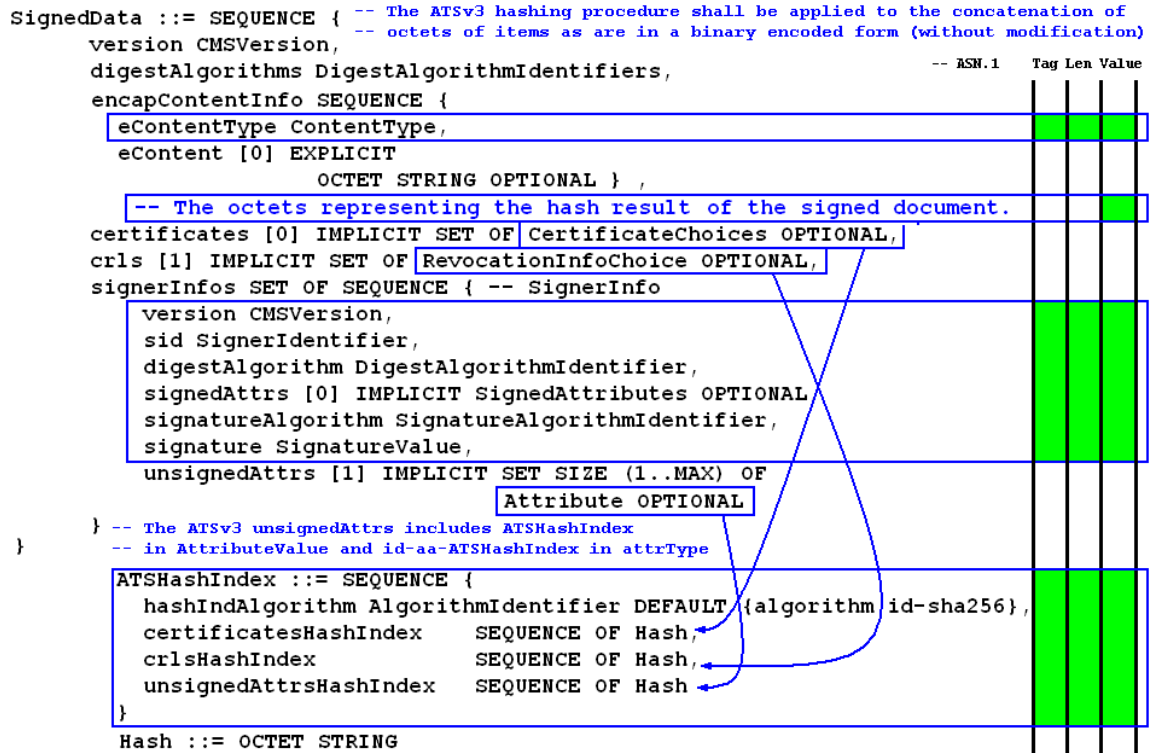 SignedData ::= SEQUENCE { -- The ATSv3 hashing procedure shall be applied to the concatenation of
version CMSVersion, -- octets of items as are in a binary encoded form (without modification)
digestAlgorithms DigestAlgorithmIdentifiers, -- ASN.1 Tag Len Value
encapContentInfo SEQUENCE {
eContentType ContentType,
eContent [0] EXPLICIT
OCTET STRING OPTIONAL } ,
-- The octets representing the hash result of the signed document.
certificates [0] IMPLICIT SET OF CertificateChoices OPTIONAL,
crls [1] IMPLICIT SET OF RevocationInfoChoice OPTIONAL,
signerInfos SET OF SEQUENCE { -- SignerInfo
version CMSVersion,
sid SignerIdentifier,
digestAlgorithm DigestAlgorithmIdentifier,
signedAttrs [0] IMPLICIT SignedAttributes OPTIONAL
signatureAlgorithm SignatureAlgorithmIdentifier,
signature SignatureValue,
unsignedAttrs [1] IMPLICIT SET SIZE (1..MAX) OF
Attribute OPTIONAL
} -- The ATSv3 unsignedAttrs includes ATSHashIndex
} -- in AttributeValue and id-aa-ATSHashIndex in attrType
ATSHashIndex ::= SEQUENCE {
hashIndAlgorithm AlgorithmIdentifier DEFAULT {algorithm id-sha256},
certificatesHashIndex SEQUENCE OF Hash,
crlsHashIndex SEQUENCE OF Hash,
unsignedAttrsHashIndex SEQUENCE OF Hash
}
Hash ::= OCTET STRING